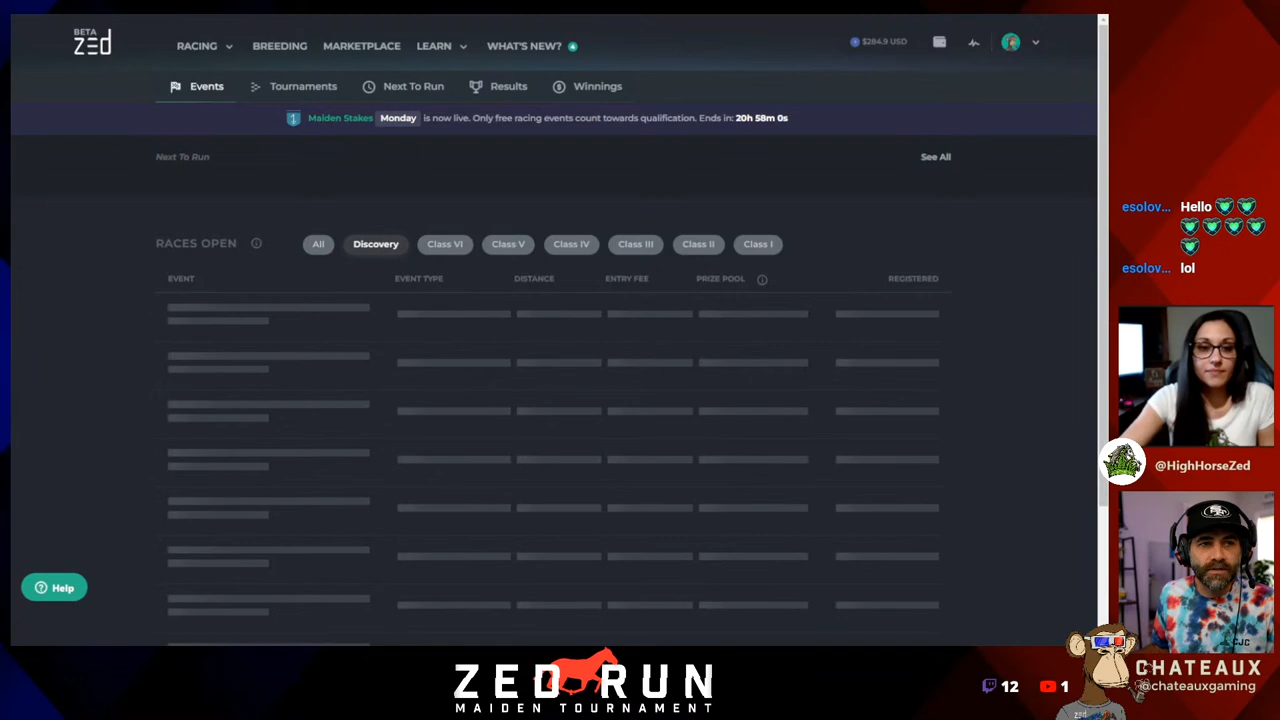 BETA
zed
RACING
BREEDING
MARKETPLACE
LEARN
WHAT'S NEW?
$284.9 USD
Events
Tournaments
Next To Run
Results
Winnings
Maiden Stakes Monday is now live. Only free racing events count towards qualification. Ends in: 20h 58m 0s
Next To Run
See All
RACES OPEN
All
Discovery
Class VI
Class V
Class IV
Class III
Class II
Class I
EVENT
EVENT TYPE
DISTANCE
ENTRY FEE
PRIZE POOL
REGISTERED
Help
esolov... Hello
esolov... lol
@HighHorseZed
CJC
ZED RUN
MAIDEN TOURNAMENT
12
1
CHATEAUX
@chateauxgaming
zed